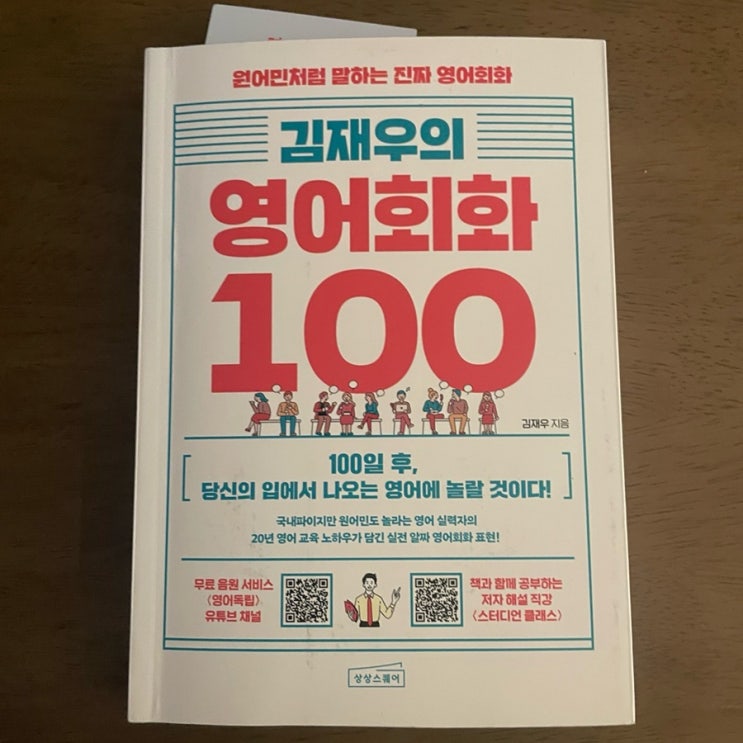 원어민처럼 말하는 진짜 영어회화
김재우의
영어회화
100
김재우 지음
100일 후,
당신의 입에서 나오는 영어에 놀랄 것이다!
국내파이지만 원어민도 놀라는 영어 실력자의
20년 영어 교육 노하우가 담긴 실전 알짜 영어회화 표현!
무료 음원 서비스
〈영어독립〉
유튜브 채널
책과 함께 공부하는
저자 해설 직강
〈스터디언 클래스〉
상상스퀘어